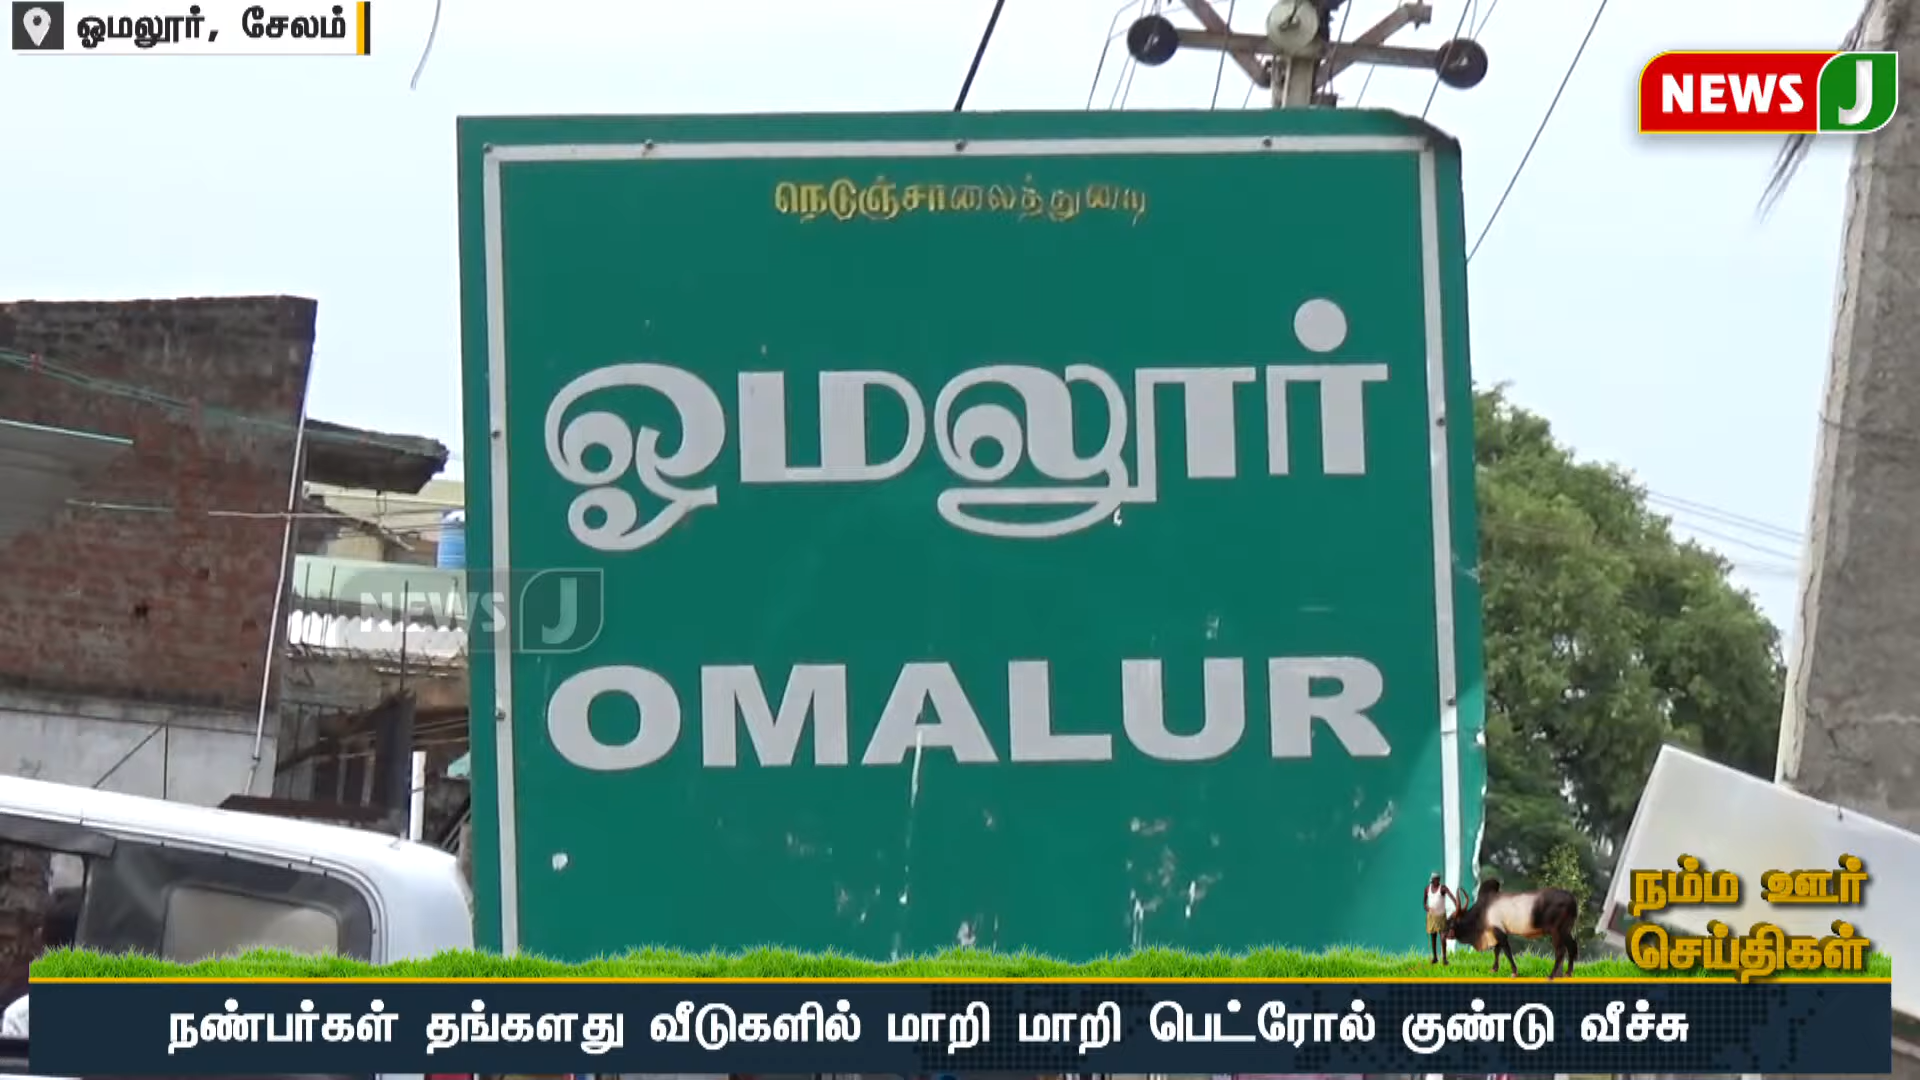 ஓமலூர், சேலம்
NEWS J
நெடுஞ்சாலைத்துறை
ஓமலூர்
NEWS J
OMALUR
நம்ம ஊர்
செய்திகள்
நண்பர்கள் தங்களது வீடுகளில் மாறி மாறி பெட்ரோல் குண்டு வீச்சு